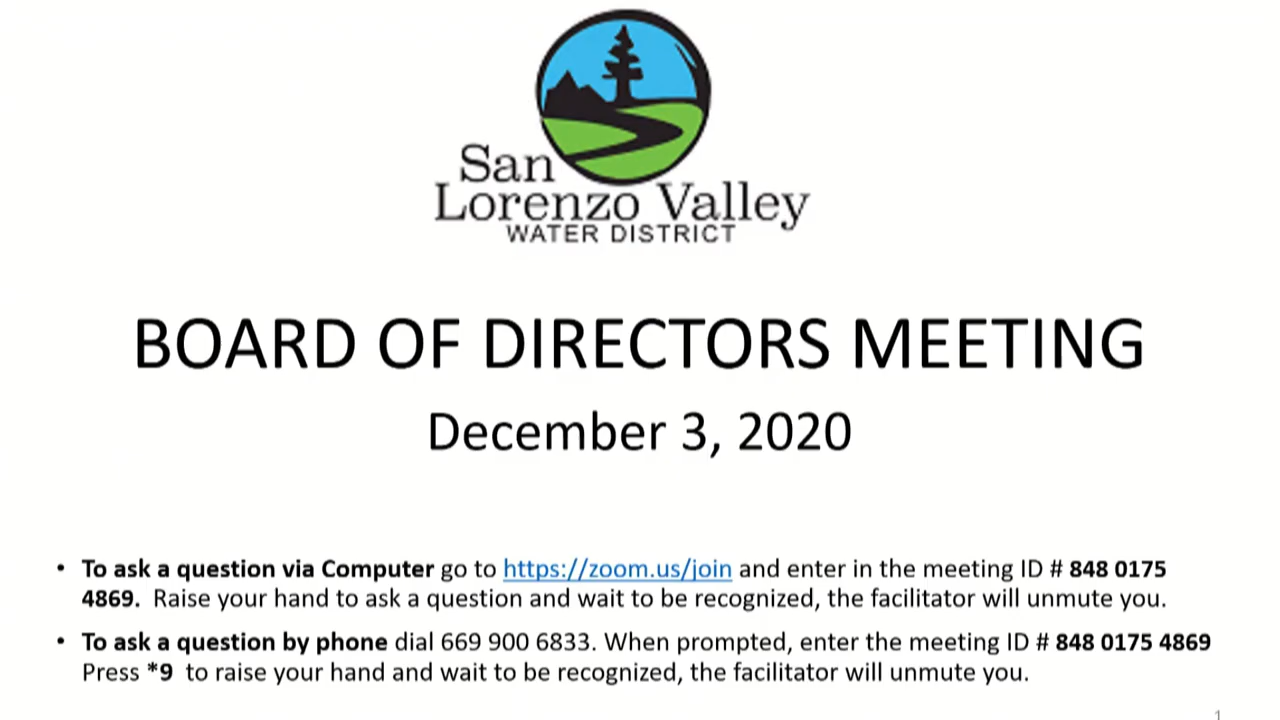 San
Lorenzo Valley
WATER DISTRICT
BOARD OF DIRECTORS MEETING
December 3, 2020
• To ask a question via Computer go to https://zoom.us/join and enter in the meeting ID # 848 0175
4869. Raise your hand to ask a question and wait to be recognized, the facilitator will unmute you.
• To ask a question by phone dial 669 900 6833. When prompted, enter the meeting ID # 848 0175 4869
Press *9 to raise your hand and wait to be recognized, the facilitator will unmute you.
1